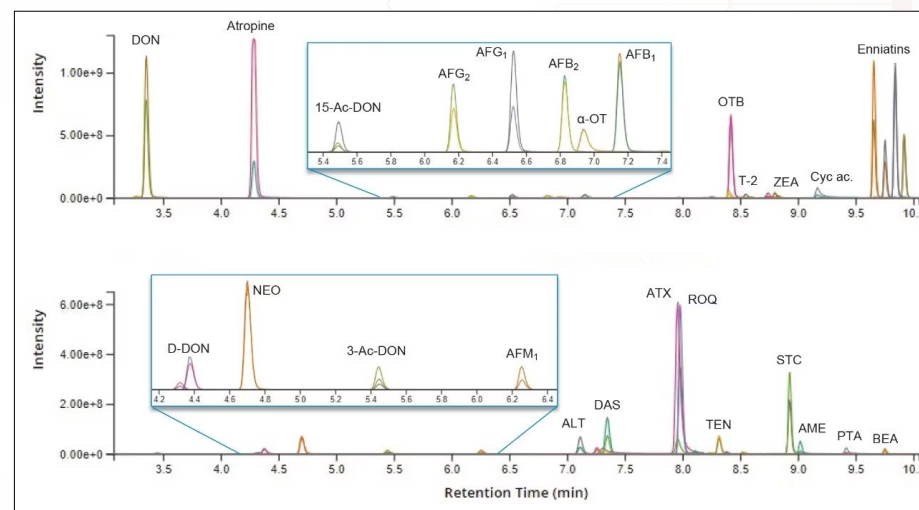 Intensity
1.00e+9
5.00e+8
0.00e+0
DON
Atropine
15-Ac-DON
AFG₂
AFG₁
AFB₂
α-OT
AFB₁
5.4 5.6 5.8 6.0 6.2 6.4 6.6 6.8 7.0 7.2 7.4
OTB
T-2
ZEA
Cyc ac.
Enniatins
3.5 4.0 4.5 5.0 5.5 6.0 6.5 7.0 7.5 8.0 8.5 9.0 9.5 10.
Intensity
6.00e+8
4.00e+8
2.00e+8
0.00e+0
D-DON
NEO
3-Ac-DON
AFM₁
4.2 4.4 4.6 4.8 5.0 5.2 5.4 5.6 5.8 6.0 6.2 6.4
ALT
DAS
ATX
ROQ
TEN
STC
AME
PTA
BEA
3.5 4.0 4.5 5.0 5.5 6.0 6.5 7.0 7.5 8.0 8.5 9.0 9.5 10.
Retention Time (min)